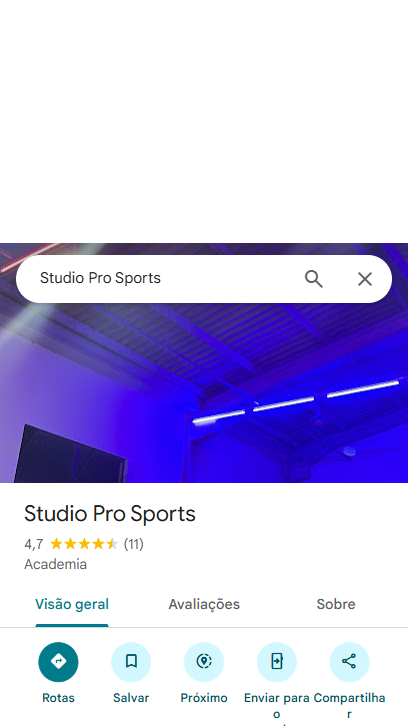 Studio Pro Sports
Studio Pro Sports
4,7 (11)
Academia
Visão geral Avaliações Sobre
Rotas Salvar Próximo Enviar para o Compartilhar